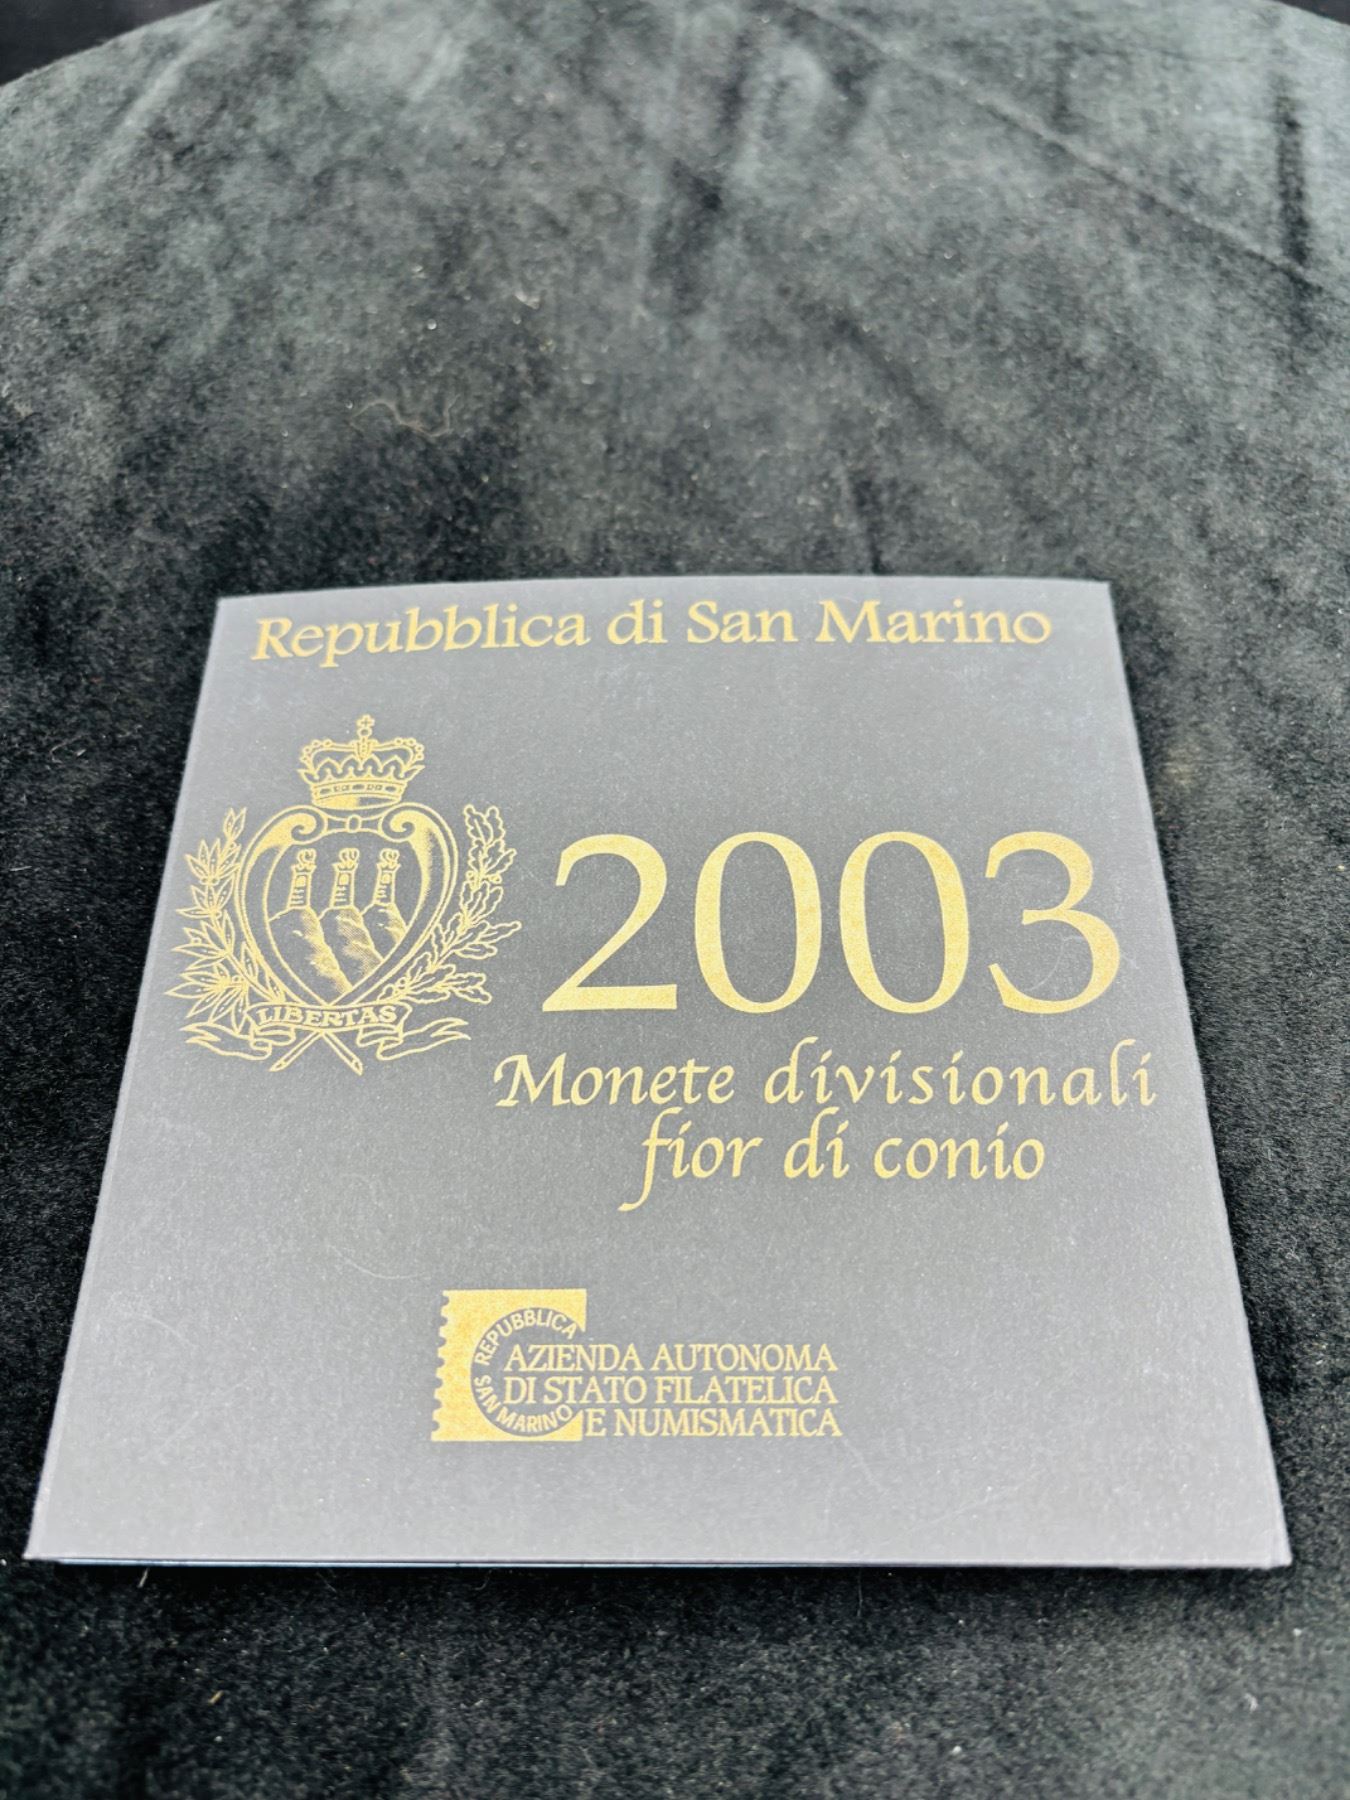 Repubblica di San Marino
LIBERTAS
2003
Monete divisionali
fior di conio
REPUBBLICA
SAN MARINO
AZIENDA AUTONOMA
DI STATO FILATELICA
E NUMISMATICA